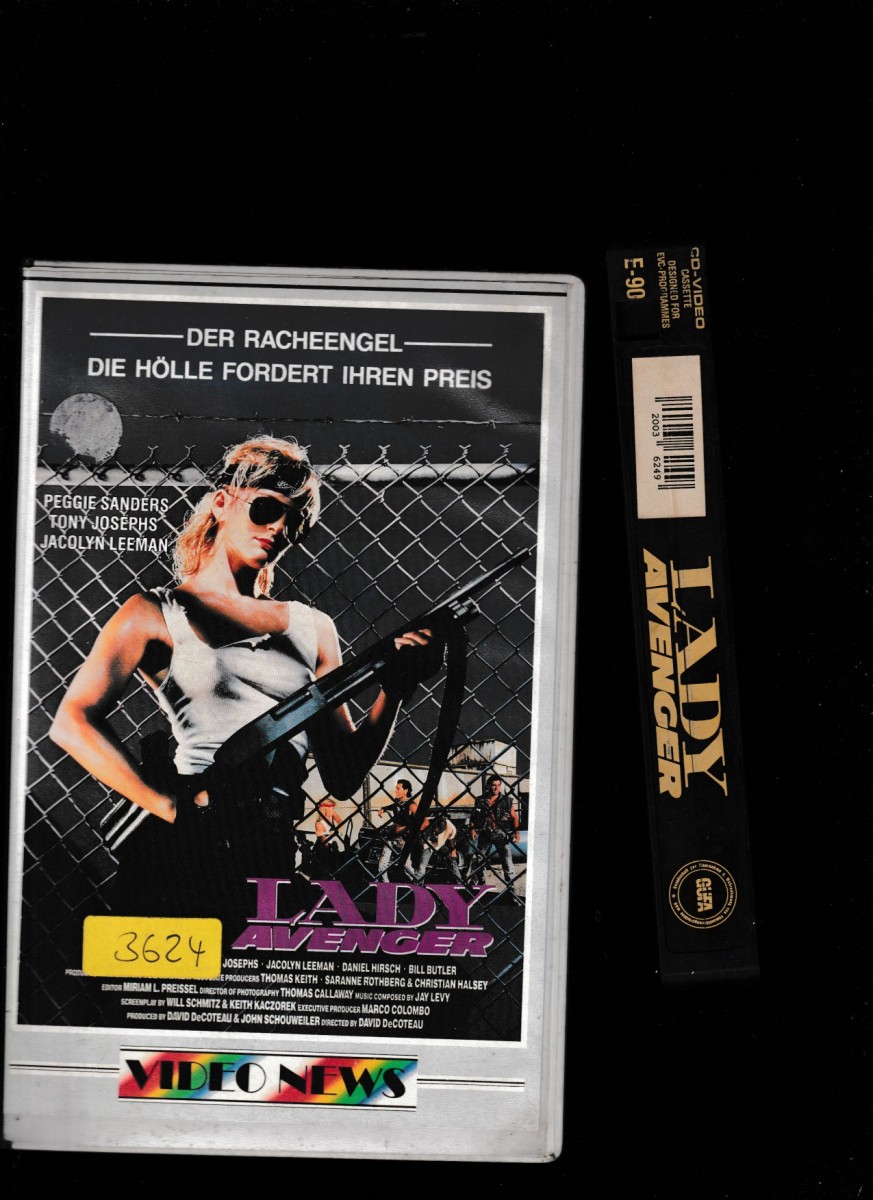 DER RACHEENGEL
DIE HÖLLE FORDERT IHREN PREIS
PEGGIE SANDERS
TONY JOSEPHS
JACOLYN LEEMAN
LADY
AVENGER
3624
JOSEPHS · JACOLYN LEEMAN · DANIEL HIRSCH · BILL BUTLER
PRODUCERS THOMAS KEITH · SARANNE ROTHBERG & CHRISTIAN HALSEY
EDITOR MIRIAM L. PREISSEL DIRECTOR OF PHOTOGRAPHY THOMAS CALLAWAY MUSIC COMPOSED BY JAY LEVY
SCREENPLAY BY WILL SCHMITZ & KEITH KACZOREK EXECUTIVE PRODUCER MARCO COLOMBO
PRODUCED BY DAVID DeCOTEAU & JOHN SCHOUWEILER DIRECTED BY DAVID DeCOTEAU
VIDEO NEWS
CD-VIDEO
CASSETTE
DESIGNED FOR
EVC-PROGRAMMES
E-90
2003 6249
LADY
AVENGER
GÜFA